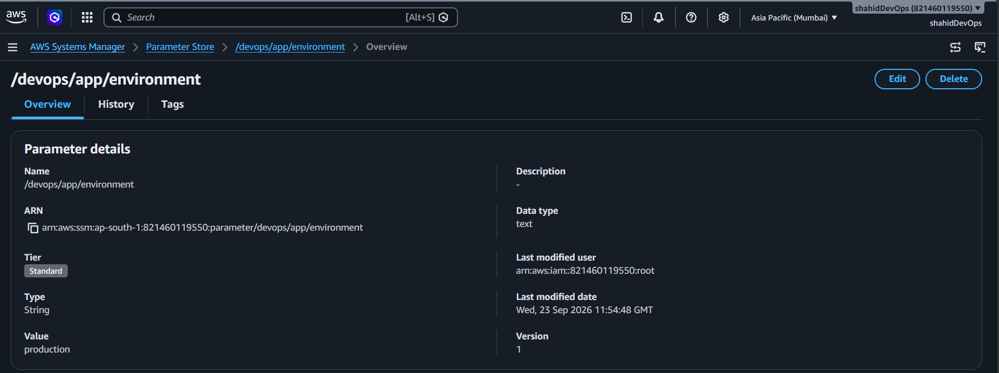 aws
Search [Alt+S]
Asia Pacific (Mumbai)
shahidDevOps (821460119550)
shahidDevOps
AWS Systems Manager
Parameter Store
/devops/app/environment
Overview
/devops/app/environment
Edit
Delete
Overview
History
Tags
Parameter details
Name
/devops/app/environment
Description
-
ARN
arn:aws:ssm:ap-south-1:821460119550:parameter/devops/app/environment
Data type
text
Tier
Standard
Last modified user
arn:aws:iam::821460119550:root
Type
String
Last modified date
Wed, 23 Sep 2026 11:54:48 GMT
Value
production
Version
1